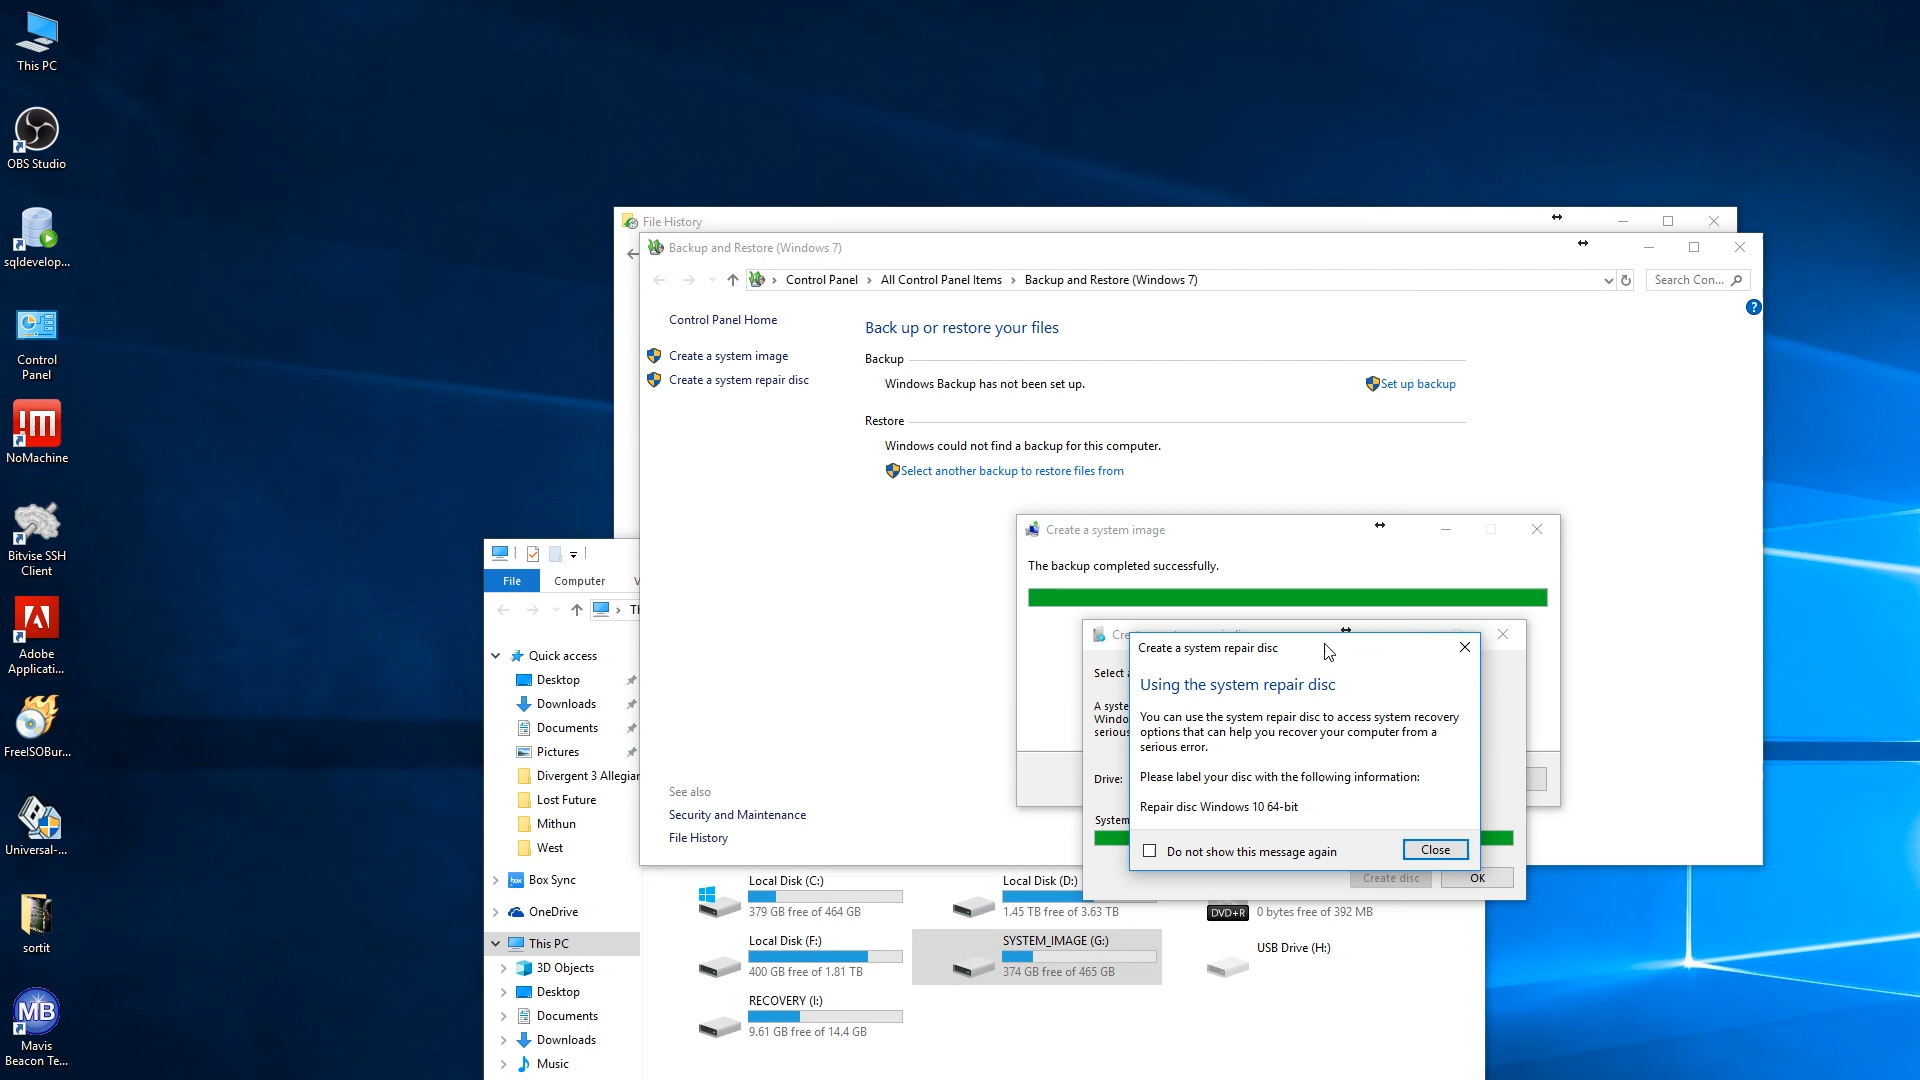 This PC
OBS Studio
sqldevelop...
Control
Panel
NoMachine
Bitvise SSH
Client
Adobe
Applicati...
FreeISOBur...
Universal-...
sortit
MB
Mavis
Beacon Te...
File History
Backup and Restore (Windows 7)
Control Panel > All Control Panel Items > Backup and Restore (Windows 7)
Search Con...
Control Panel Home
Create a system image
Create a system repair disc
Back up or restore your files
Backup
Windows Backup has not been set up.
Set up backup
Restore
Windows could not find a backup for this computer.
Select another backup to restore files from
See also
Security and Maintenance
File History
Create a system image
The backup completed successfully.
Select
Drive:
System
Create disc
OK
Create a system repair disc
Using the system repair disc
You can use the system repair disc to access system recovery
options that can help you recover your computer from a
serious error.
Please label your disc with the following information:
Repair disc Windows 10 64-bit
Do not show this message again
Close
File
Computer
Quick access
Desktop
Downloads
Documents
Pictures
Divergent 3 Allegian
Lost Future
Mithun
West
box
Box Sync
OneDrive
This PC
3D Objects
Desktop
Documents
Downloads
Music
Local Disk (C:)
379 GB free of 464 GB
Local Disk (D:)
1.45 TB free of 3.63 TB
DVD+R
0 bytes free of 392 MB
Local Disk (F:)
400 GB free of 1.81 TB
SYSTEM_IMAGE (G:)
374 GB free of 465 GB
USB Drive (H:)
RECOVERY (I:)
9.61 GB free of 14.4 GB